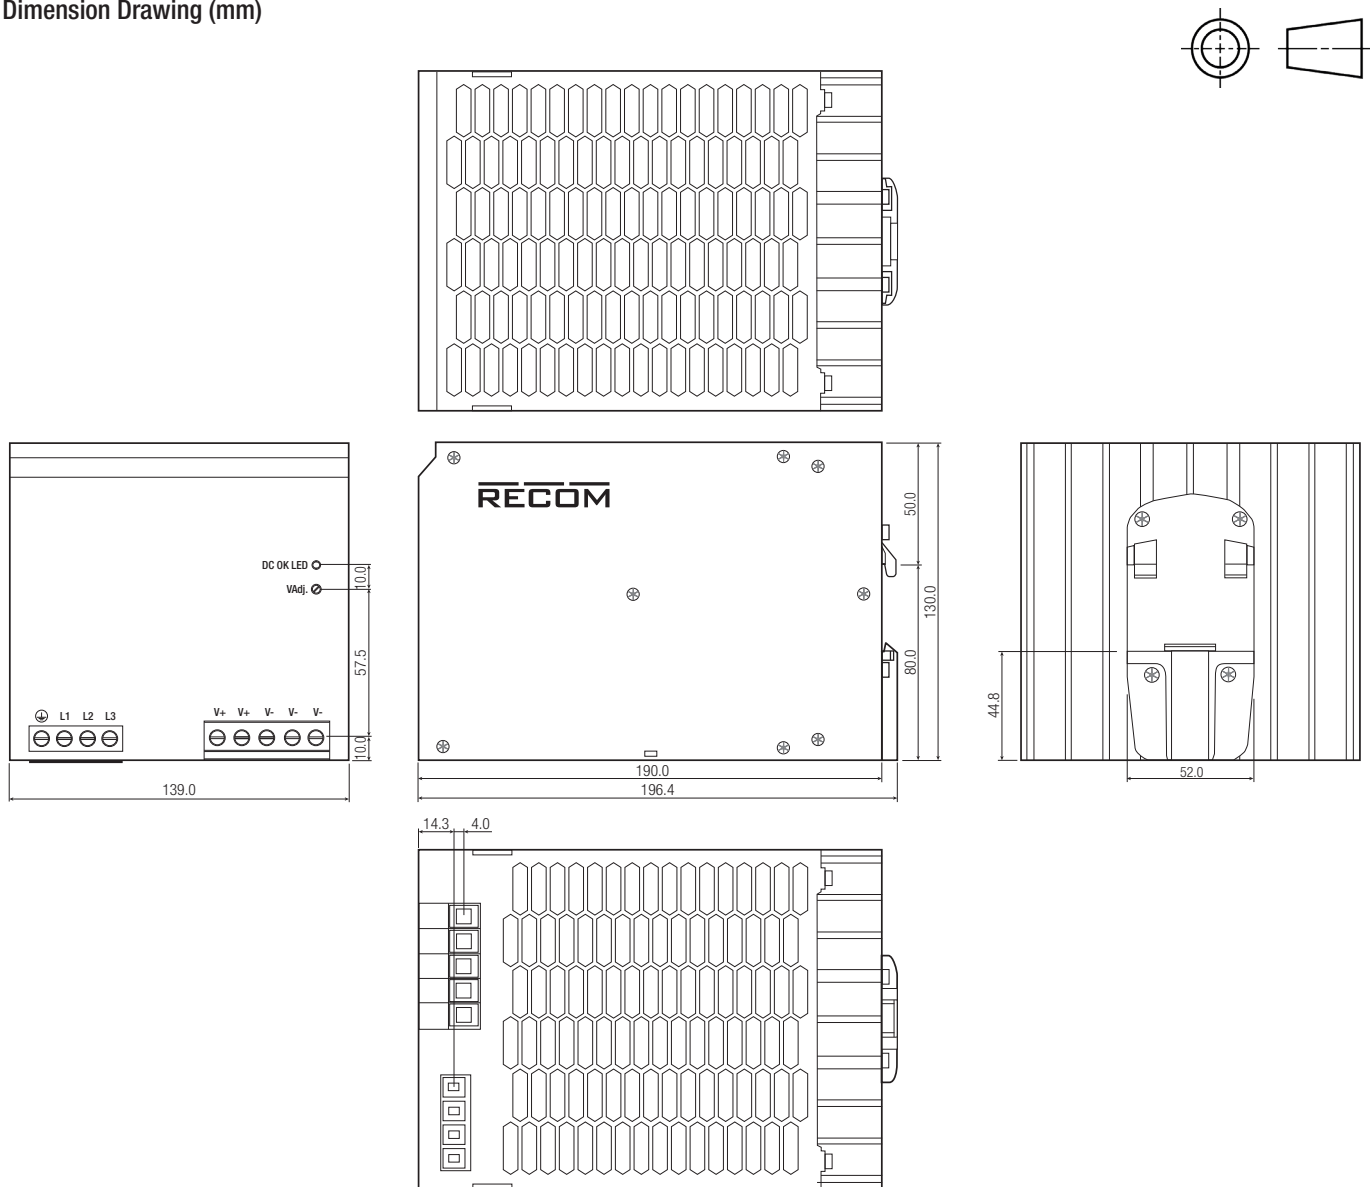 Dimension Drawing (mm)
RECOM
DC OK LED
VAdj.
10.0
57.5
10.0
L1 L2 L3
V+ V+ V- V- V-
139.0
50.0
80.0
130.0
190.0
196.4
44.8
52.0
14.3 4.0